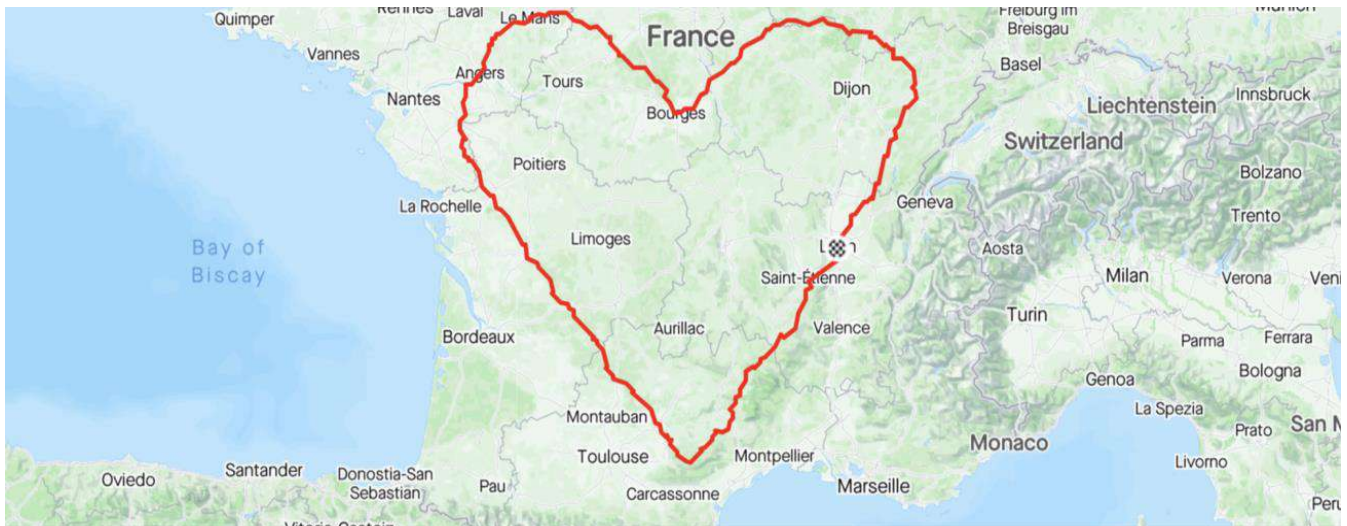 Quimper
Rennes
Laval
Le Mans
France
Freiburg im
Breisgau
Vannes
Angers
Tours
Basel
Nantes
Bourges
Dijon
Liechtenstein
Innsbruck
Switzerland
Poitiers
Bolzano
La Rochelle
Geneva
Trento
Bay of
Biscay
Limoges
Aosta
Milan
Verona
Saint-Étienne
Turin
Bordeaux
Aurillac
Valence
Parma
Ferrara
Genoa
Bologna
La Spezia
Montauban
Monaco
Prato
San M
Toulouse
Montpellier
Livorno
Oviedo
Santander
Donostia-San
Sebastián
Pau
Carcassonne
Marseille